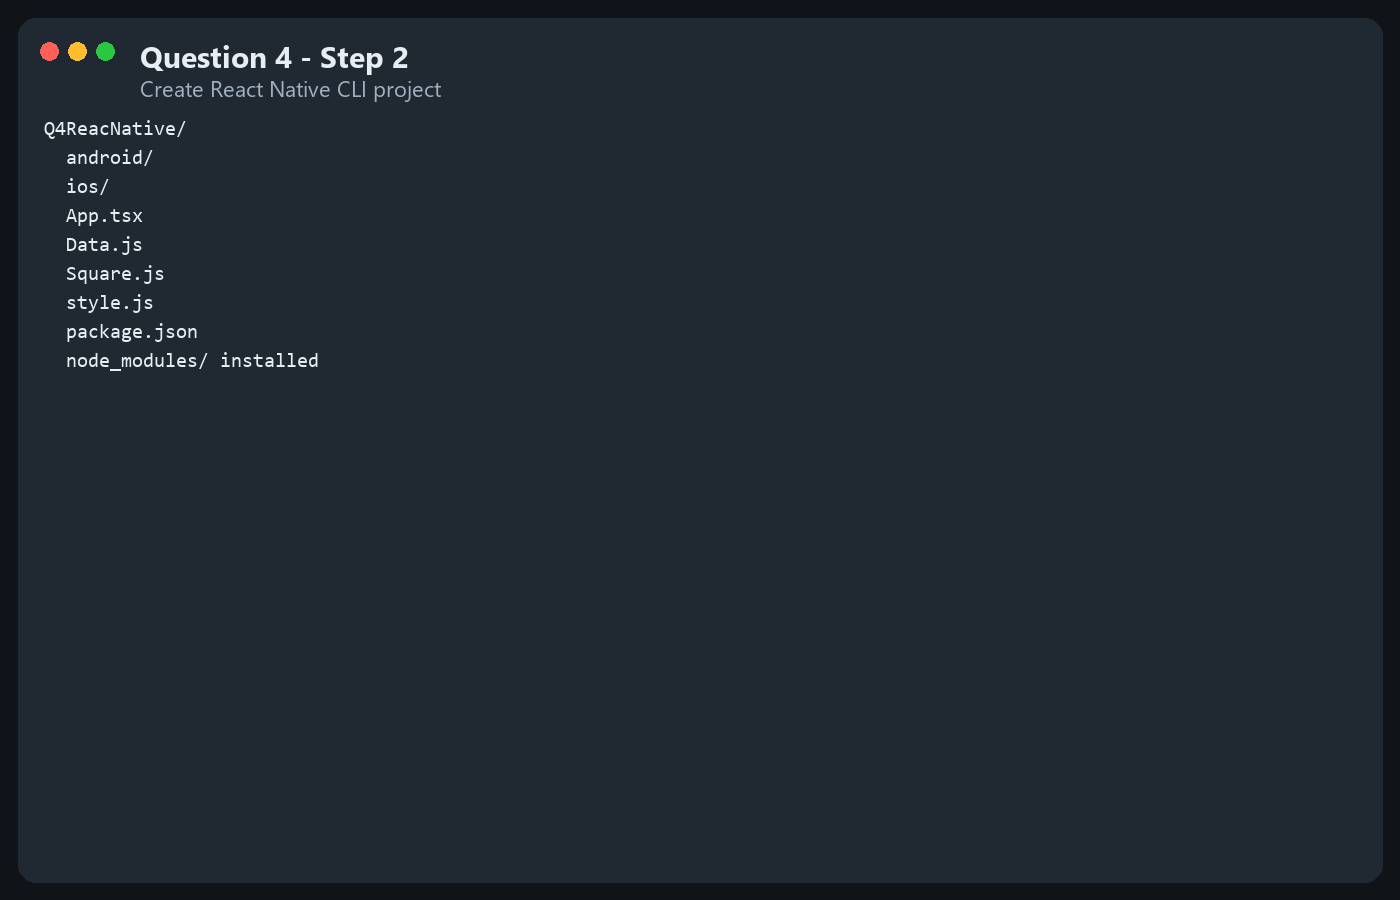 Question 4 - Step 2
Create React Native CLI project
Q4ReacNative/
  android/
  ios/
  App.tsx
  Data.js
  Square.js
  style.js
  package.json
  node_modules/ installed